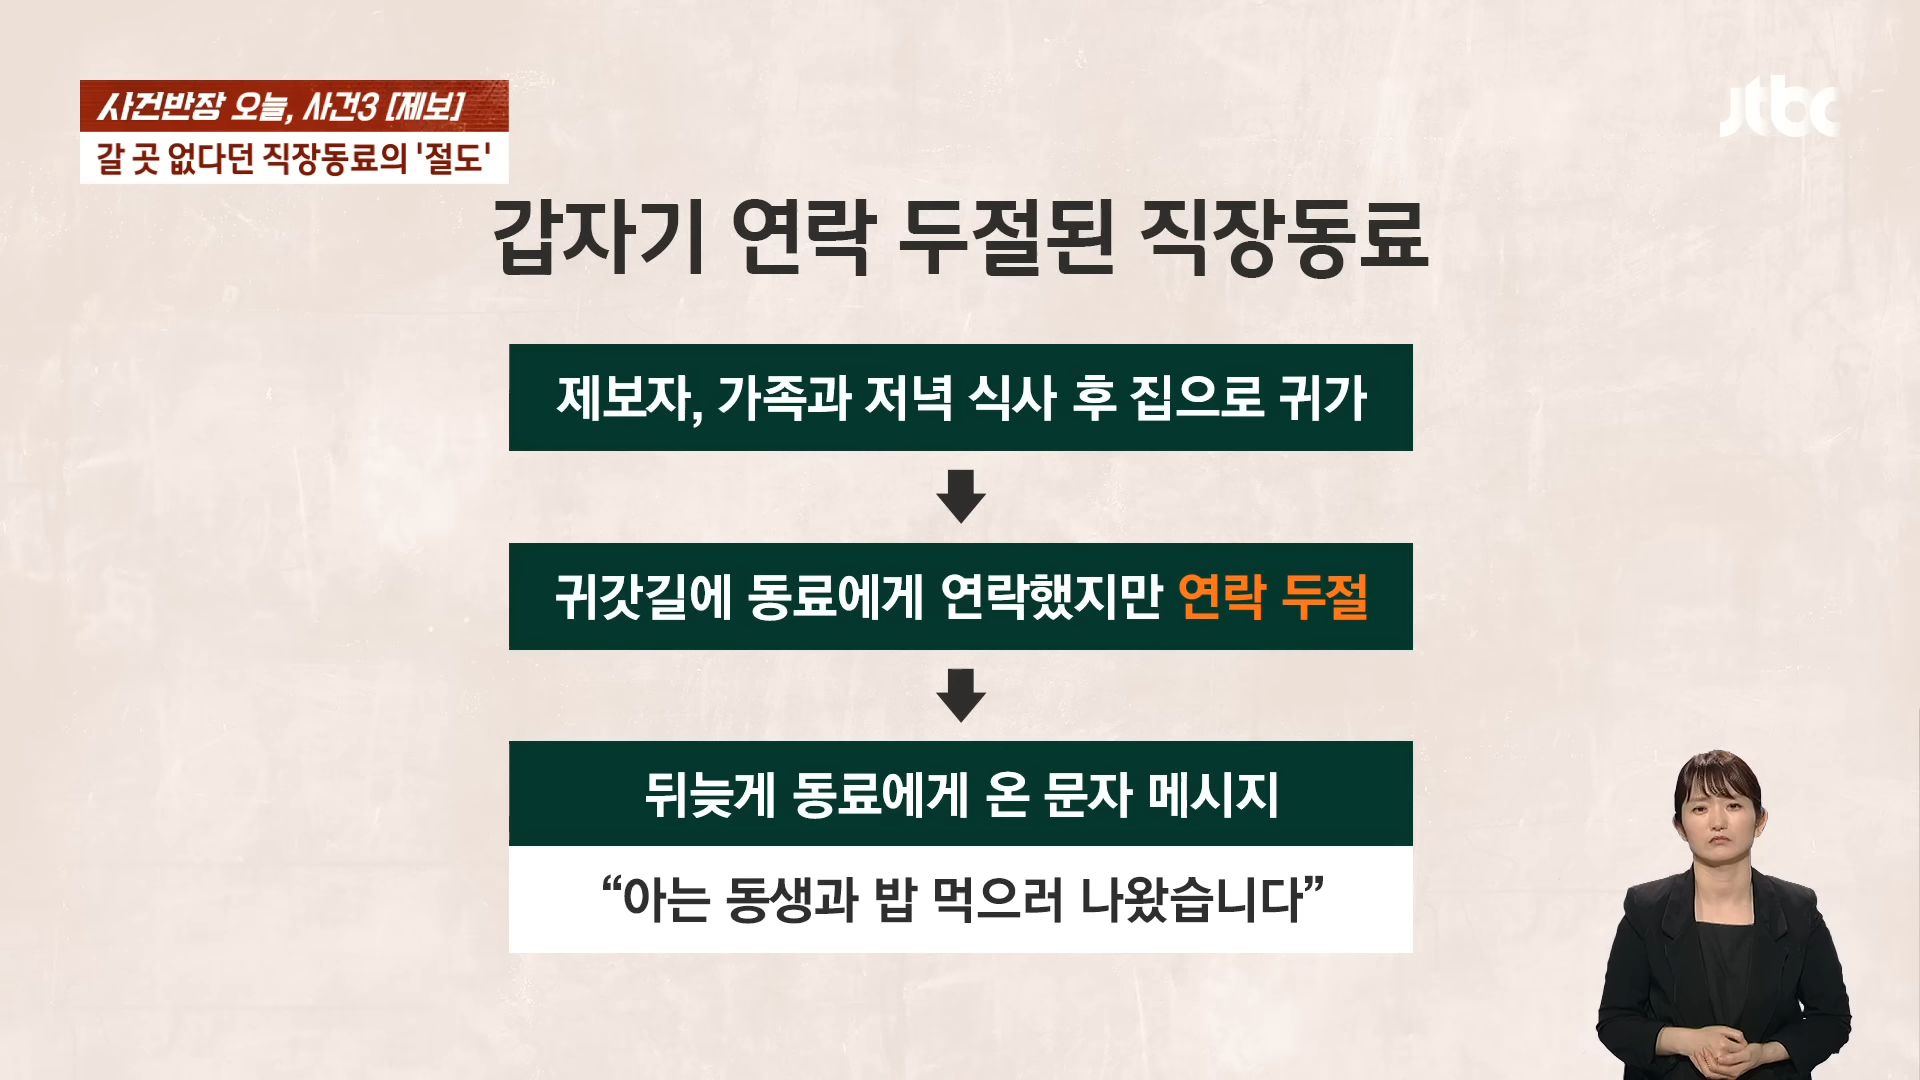 사건반장 오늘, 사건3 [제보]
jtbc
갈 곳 없다던 직장동료의 '절도'
갑자기 연락 두절된 직장동료
제보자, 가족과 저녁 식사 후 집으로 귀가
귀갓길에 동료에게 연락했지만 연락 두절
뒤늦게 동료에게 온 문자 메시지
“아는 동생과 밥 먹으러 나왔습니다”